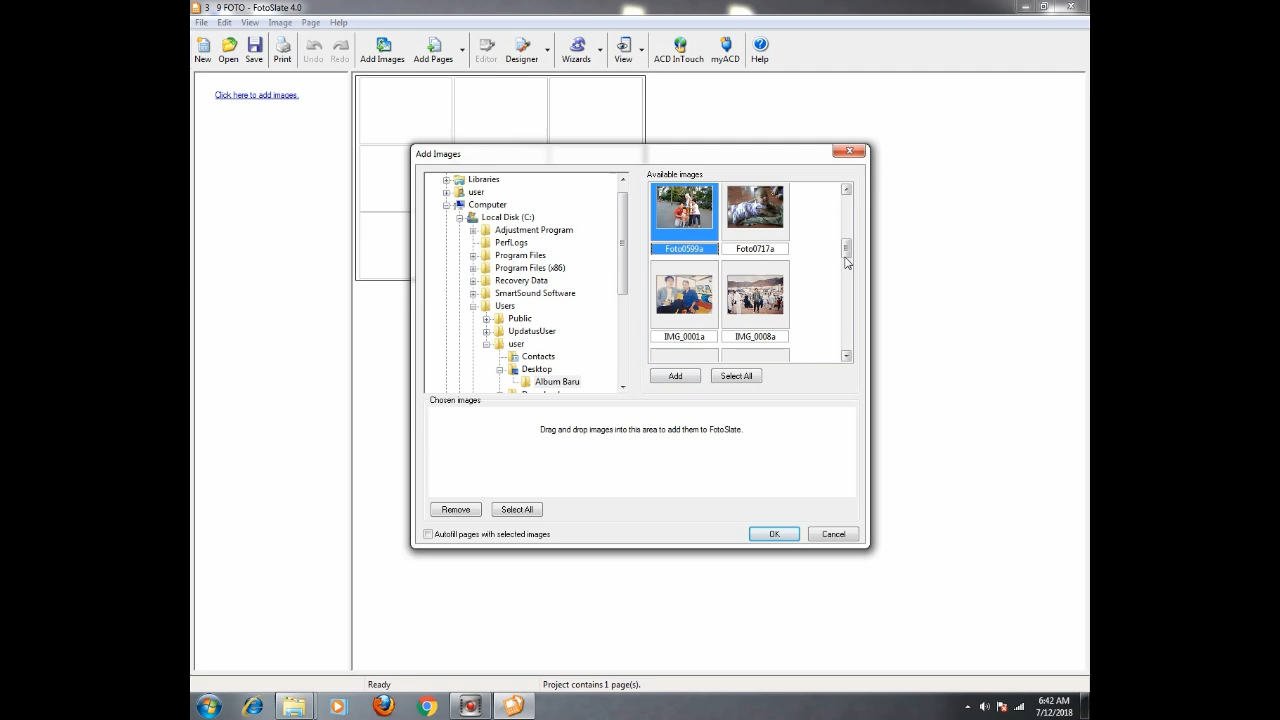 3   9 FOTO - FotoSlate 4.0
File Edit View Image Page Help
New Open Save Print Undo Redo Add Images Add Pages Editor Designer Wizards View ACD InTouch myACD Help
Click here to add images.
Add Images
Libraries
user
Computer
Local Disk (C:)
Adjustment Program
PerfLogs
Program Files
Program Files (x86)
Recovery Data
SmartSound Software
Users
Public
UpdatusUser
user
Contacts
Desktop
Album Baru
Available images
Foto0599a Foto0717a
IMG_0001a IMG_0008a
Add Select All
Chosen images
Drag and drop images into this area to add them to FotoSlate.
Remove Select All
Autofill pages with selected images
OK Cancel
Ready Project contains 1 page(s).
6:42 AM
7/12/2018